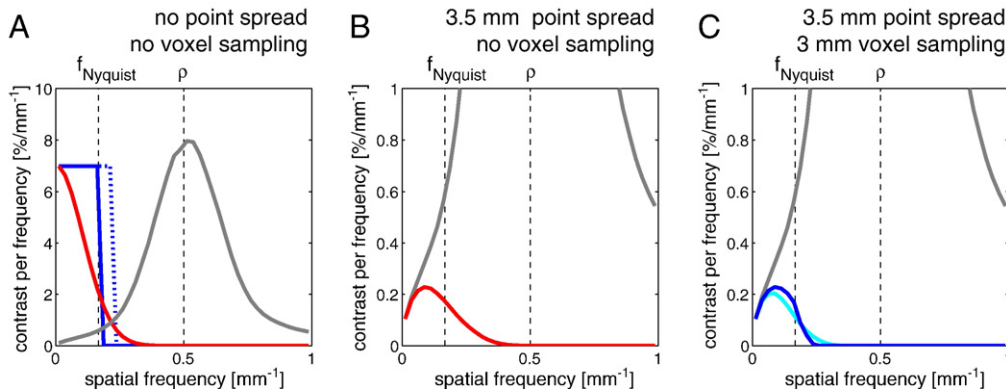 A
no point spread
no voxel sampling
f_Nyquist
ρ
contrast per frequency [%/mm⁻¹]
10
8
6
4
2
0
0
0.5
1
spatial frequency [mm⁻¹]
B
3.5 mm point spread
no voxel sampling
f_Nyquist
ρ
contrast per frequency [%/mm⁻¹]
1
0.8
0.6
0.4
0.2
0
0
0.5
1
spatial frequency [mm⁻¹]
C
3.5 mm point spread
3 mm voxel sampling
f_Nyquist
ρ
contrast per frequency [%/mm⁻¹]
1
0.8
0.6
0.4
0.2
0
0
0.5
1
spatial frequency [mm⁻¹]